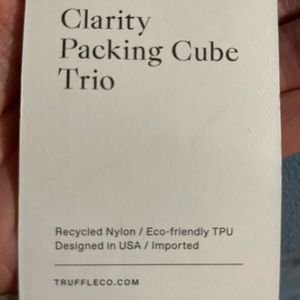 Clarity
Packing Cube
Trio
Recycled Nylon / Eco-friendly TPU
Designed in USA / Imported
TRUFFLECO.COM